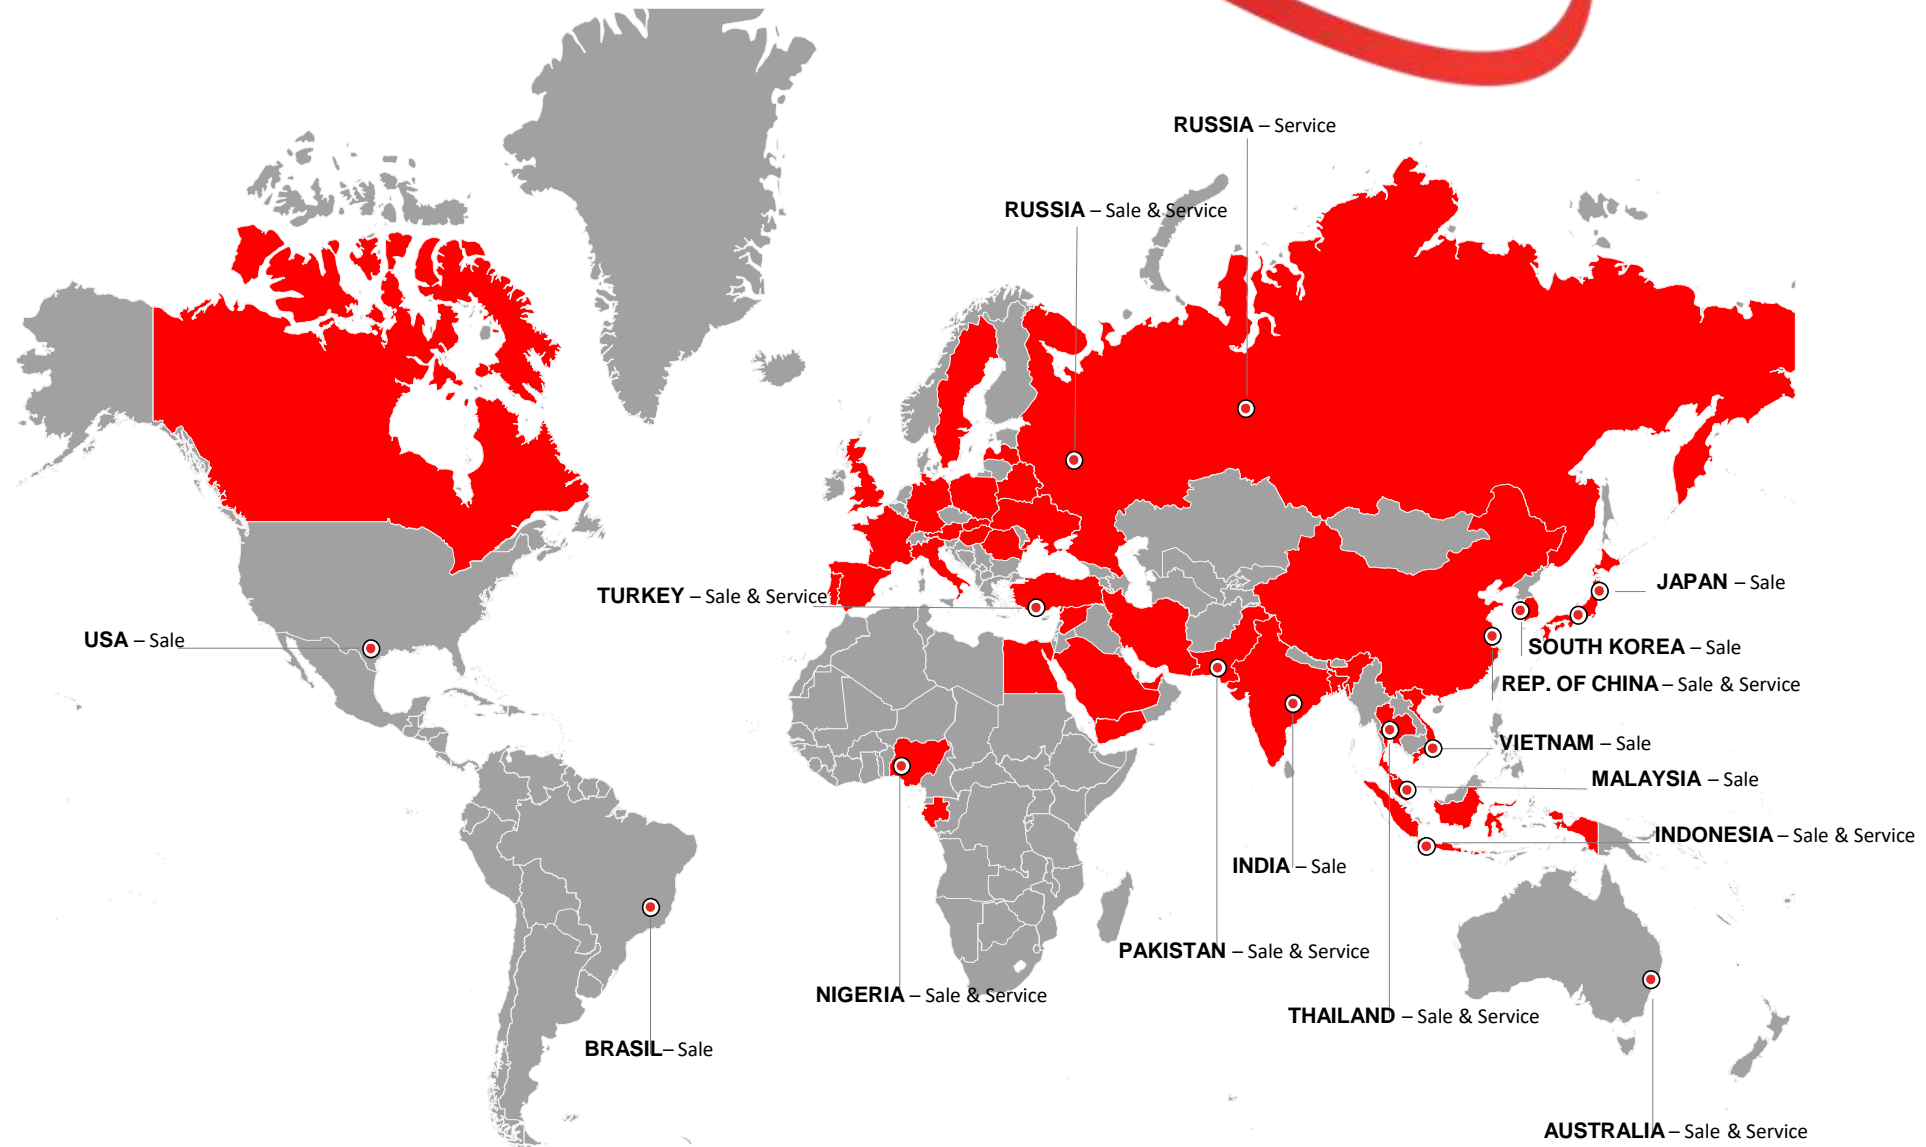 RUSSIA – Service
RUSSIA – Sale & Service
JAPAN – Sale
TURKEY – Sale & Service
USA – Sale
SOUTH KOREA – Sale
REP. OF CHINA – Sale & Service
VIETNAM – Sale
MALAYSIA – Sale
INDONESIA – Sale & Service
INDIA – Sale
PAKISTAN – Sale & Service
NIGERIA – Sale & Service
THAILAND – Sale & Service
BRASIL– Sale
AUSTRALIA – Sale & Service